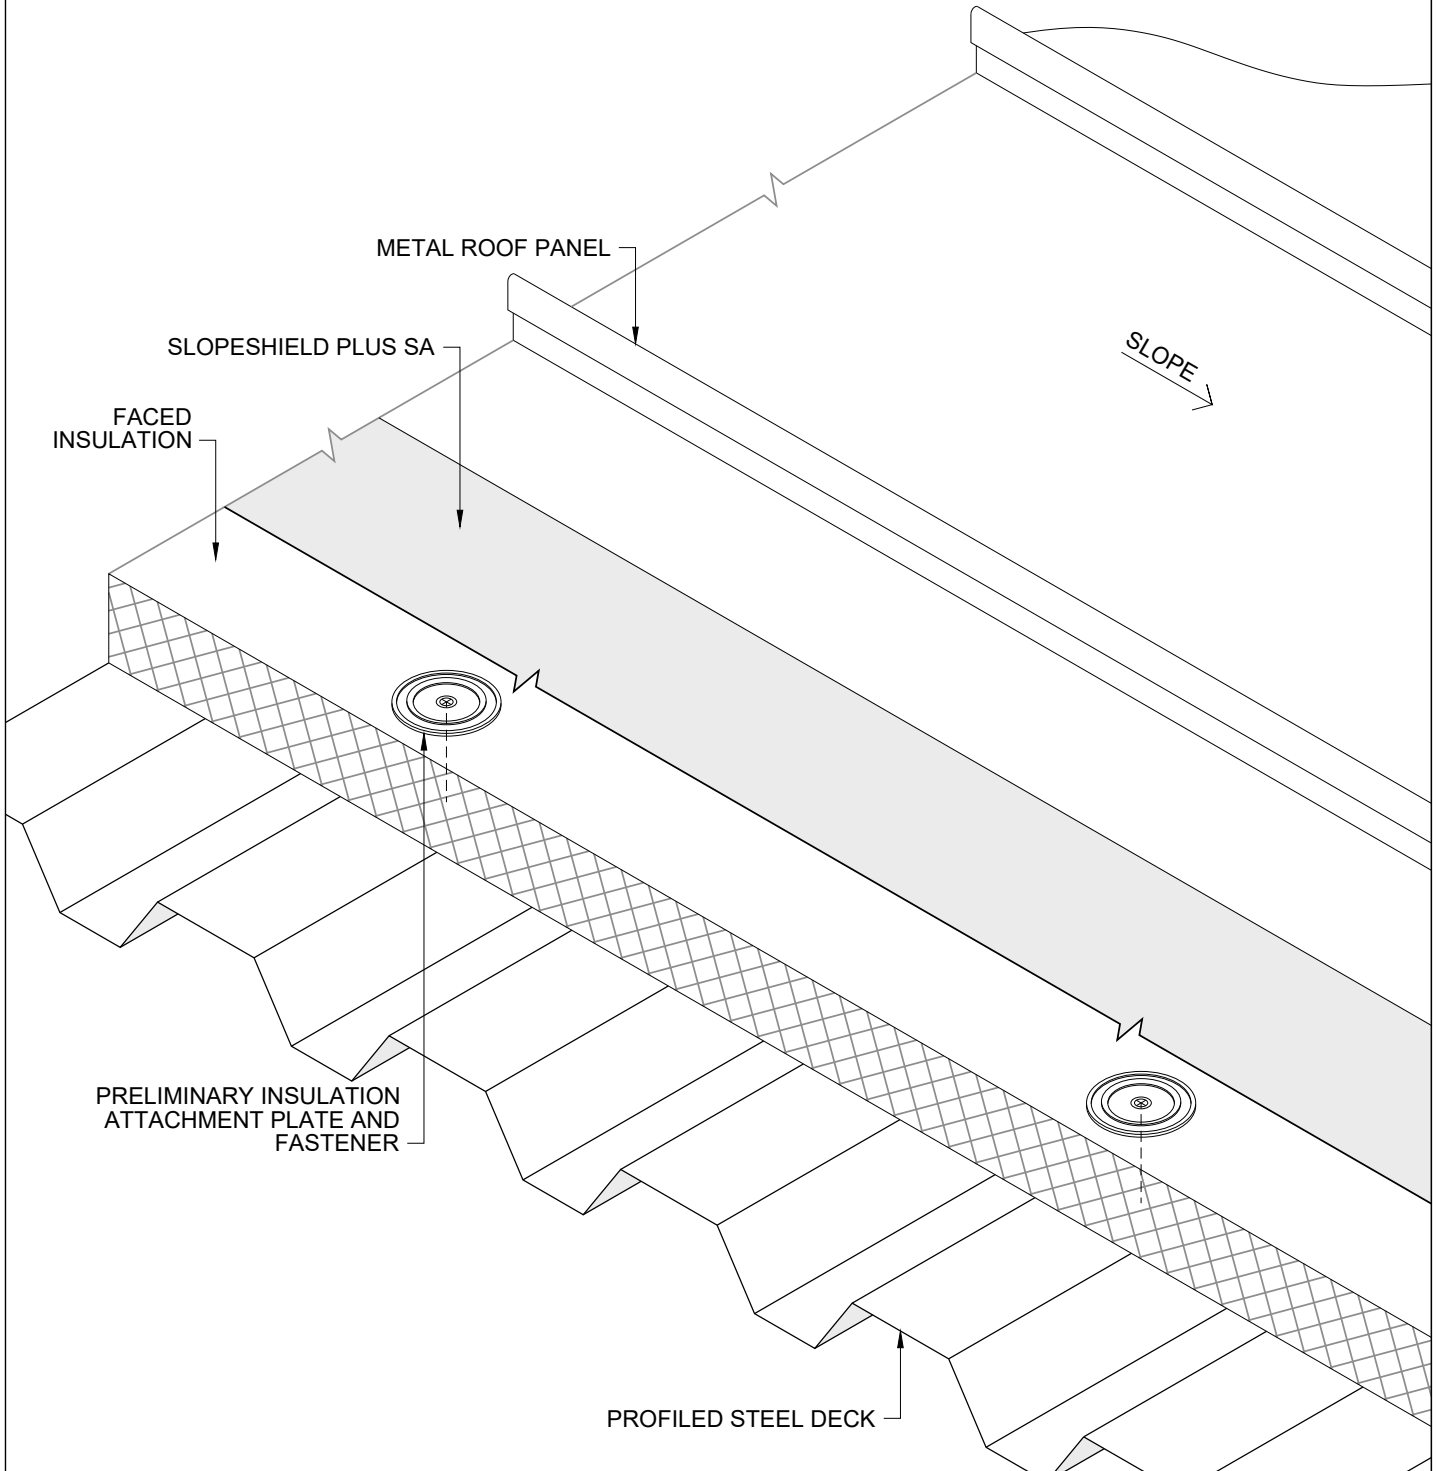 METAL ROOF PANEL
SLOPESHIELD PLUS SA
SLOPE
FACED
INSULATION
PRELIMINARY INSULATION
ATTACHMENT PLATE AND
FASTENER
PROFILED STEEL DECK